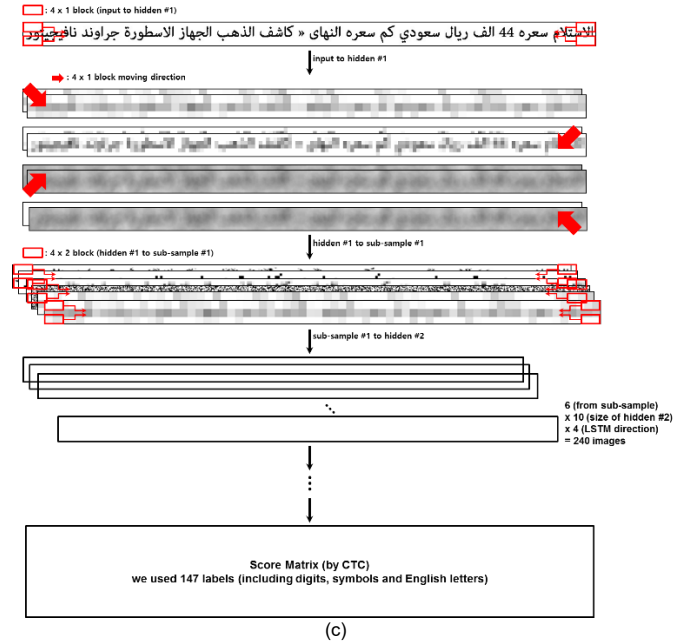 : 4 x 1 block (input to hidden #1)
الاستلام سعره 44 الف ريال سعودي كم سعره النهاى » كاشف الذهب الجهاز الاسطورة جراوند نافيجيتور
input to hidden #1
: 4 x 1 block moving direction
hidden #1 to sub-sample #1
: 4 x 2 block (hidden #1 to sub-sample #1)
sub-sample #1 to hidden #2
6 (from sub-sample)
x 10 (size of hidden #2)
x 4 (LSTM direction)
= 240 images
Score Matrix (by CTC)
we used 147 labels (including digits, symbols and English letters)
(c)